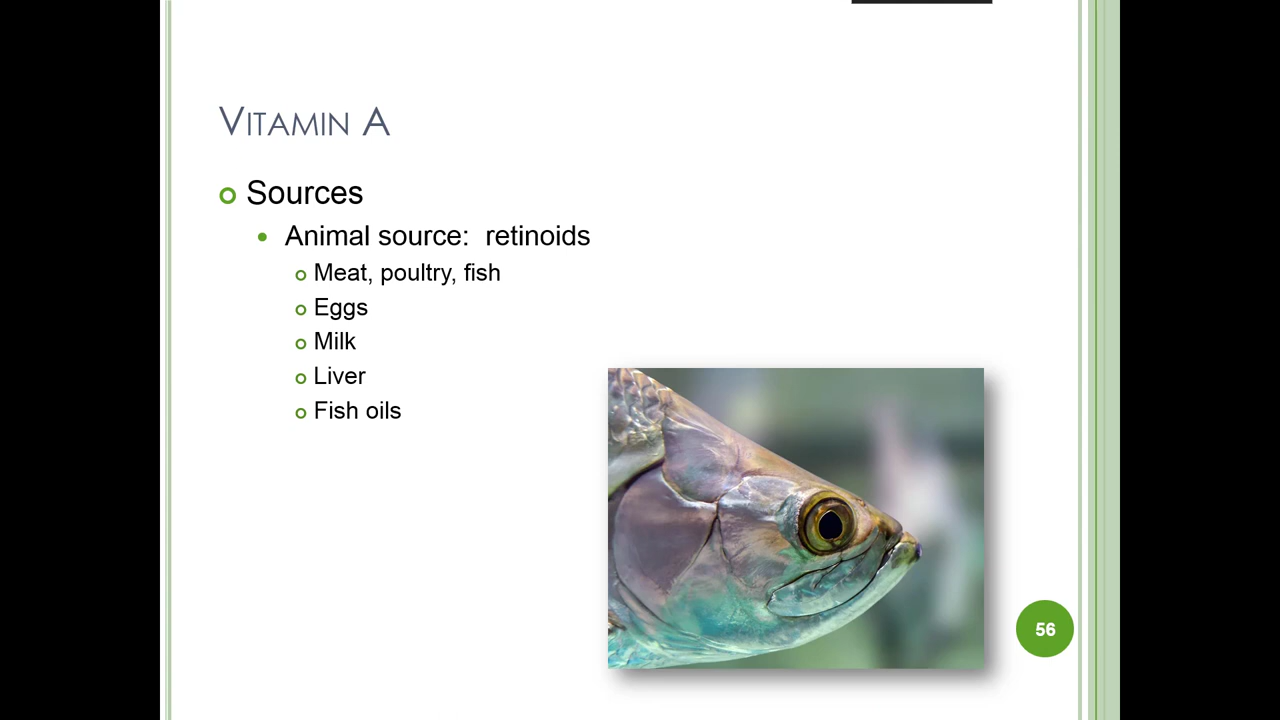 Vitamin A
Sources
Animal source:  retinoids
Meat, poultry, fish
Eggs
Milk
Liver
Fish oils
56